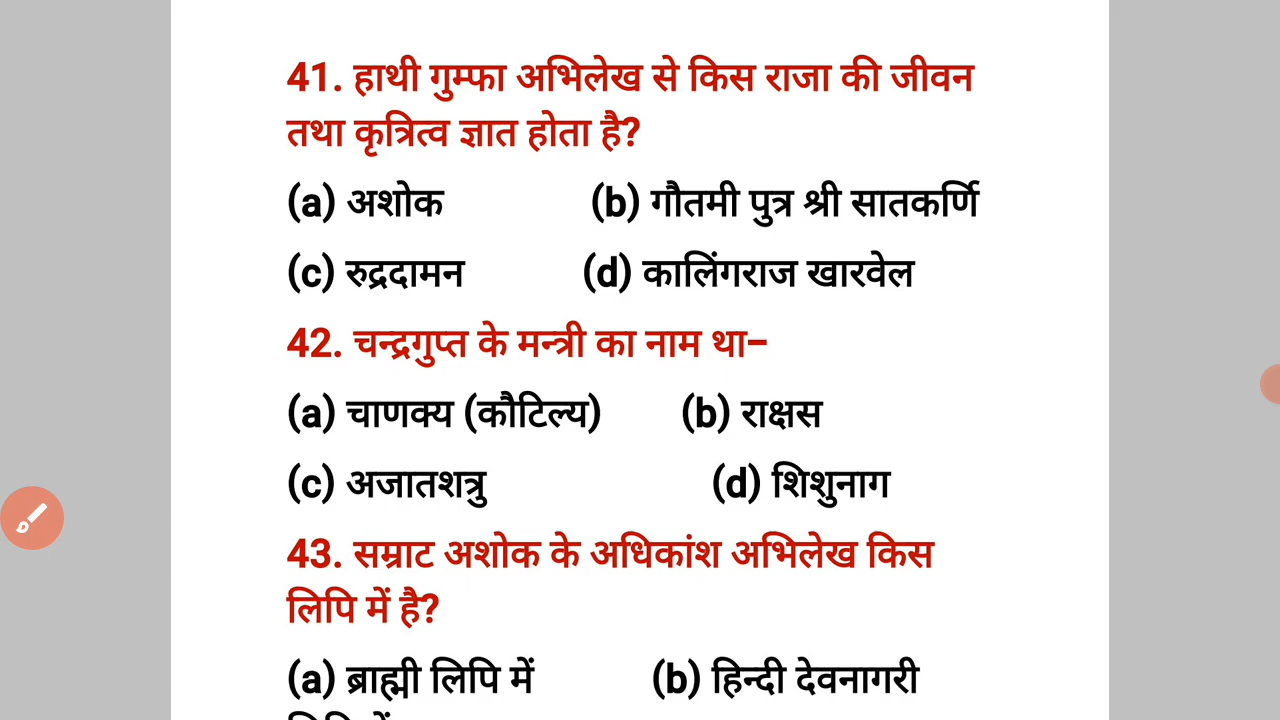 41. हाथी गुम्फा अभिलेख से किस राजा की जीवन
तथा कृत्रित्व ज्ञात होता है?
(a) अशोक (b) गौतमी पुत्र श्री सातकर्णि
(c) रुद्रदामन (d) कालिंगराज खारवेल
42. चन्द्रगुप्त के मन्त्री का नाम था–
(a) चाणक्य (कौटिल्य) (b) राक्षस
(c) अजातशत्रु (d) शिशुनाग
43. सम्राट अशोक के अधिकांश अभिलेख किस
लिपि में है?
(a) ब्राह्मी लिपि में (b) हिन्दी देवनागरी